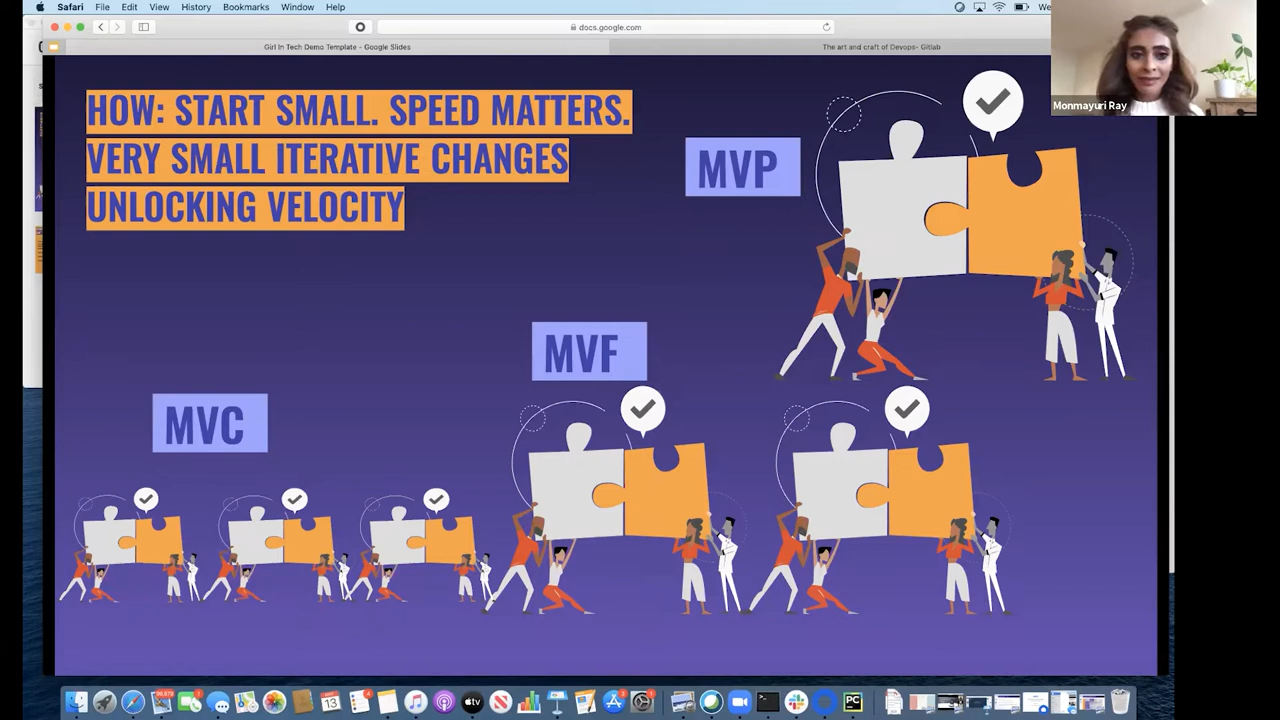 Safari File Edit View History Bookmarks Window Help
docs.google.com
Girl In Tech Demo Template - Google Slides
The art and craft of Devops- Gitlab
Monmayuri Ray
HOW: START SMALL. SPEED MATTERS.
VERY SMALL ITERATIVE CHANGES
UNLOCKING VELOCITY
MVP
MVF
MVC